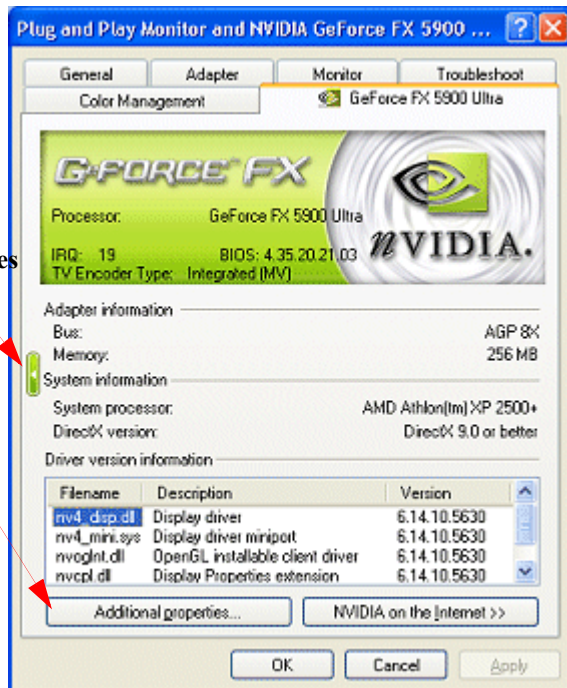 Plug and Play Monitor and NVIDIA GeForce FX 5900 ...
General Adapter Monitor Troubleshoot
Color Management GeForce FX 5900 Ultra
GeFORCE FX
Processor: GeForce FX 5900 Ultra
nVIDIA.
IRQ: 19 BIOS: 4.35.20.21.03
TV Encoder Type: Integrated (MV)
es
Adapter information
Bus: AGP 8X
Memory: 256 MB
System information
System processor: AMD Athlon(tm) XP 2500+
DirectX version: DirectX 9.0 or better
Driver version information
Filename Description Version
nv4_disp.dll Display driver 6.14.10.5630
nv4_mini.sys Display driver miniport 6.14.10.5630
nvoglnt.dll OpenGL installable client driver 6.14.10.5630
nvcpl.dll Display Properties extension 6.14.10.5630
Additional properties... NVIDIA on the Internet >>
OK Cancel Apply